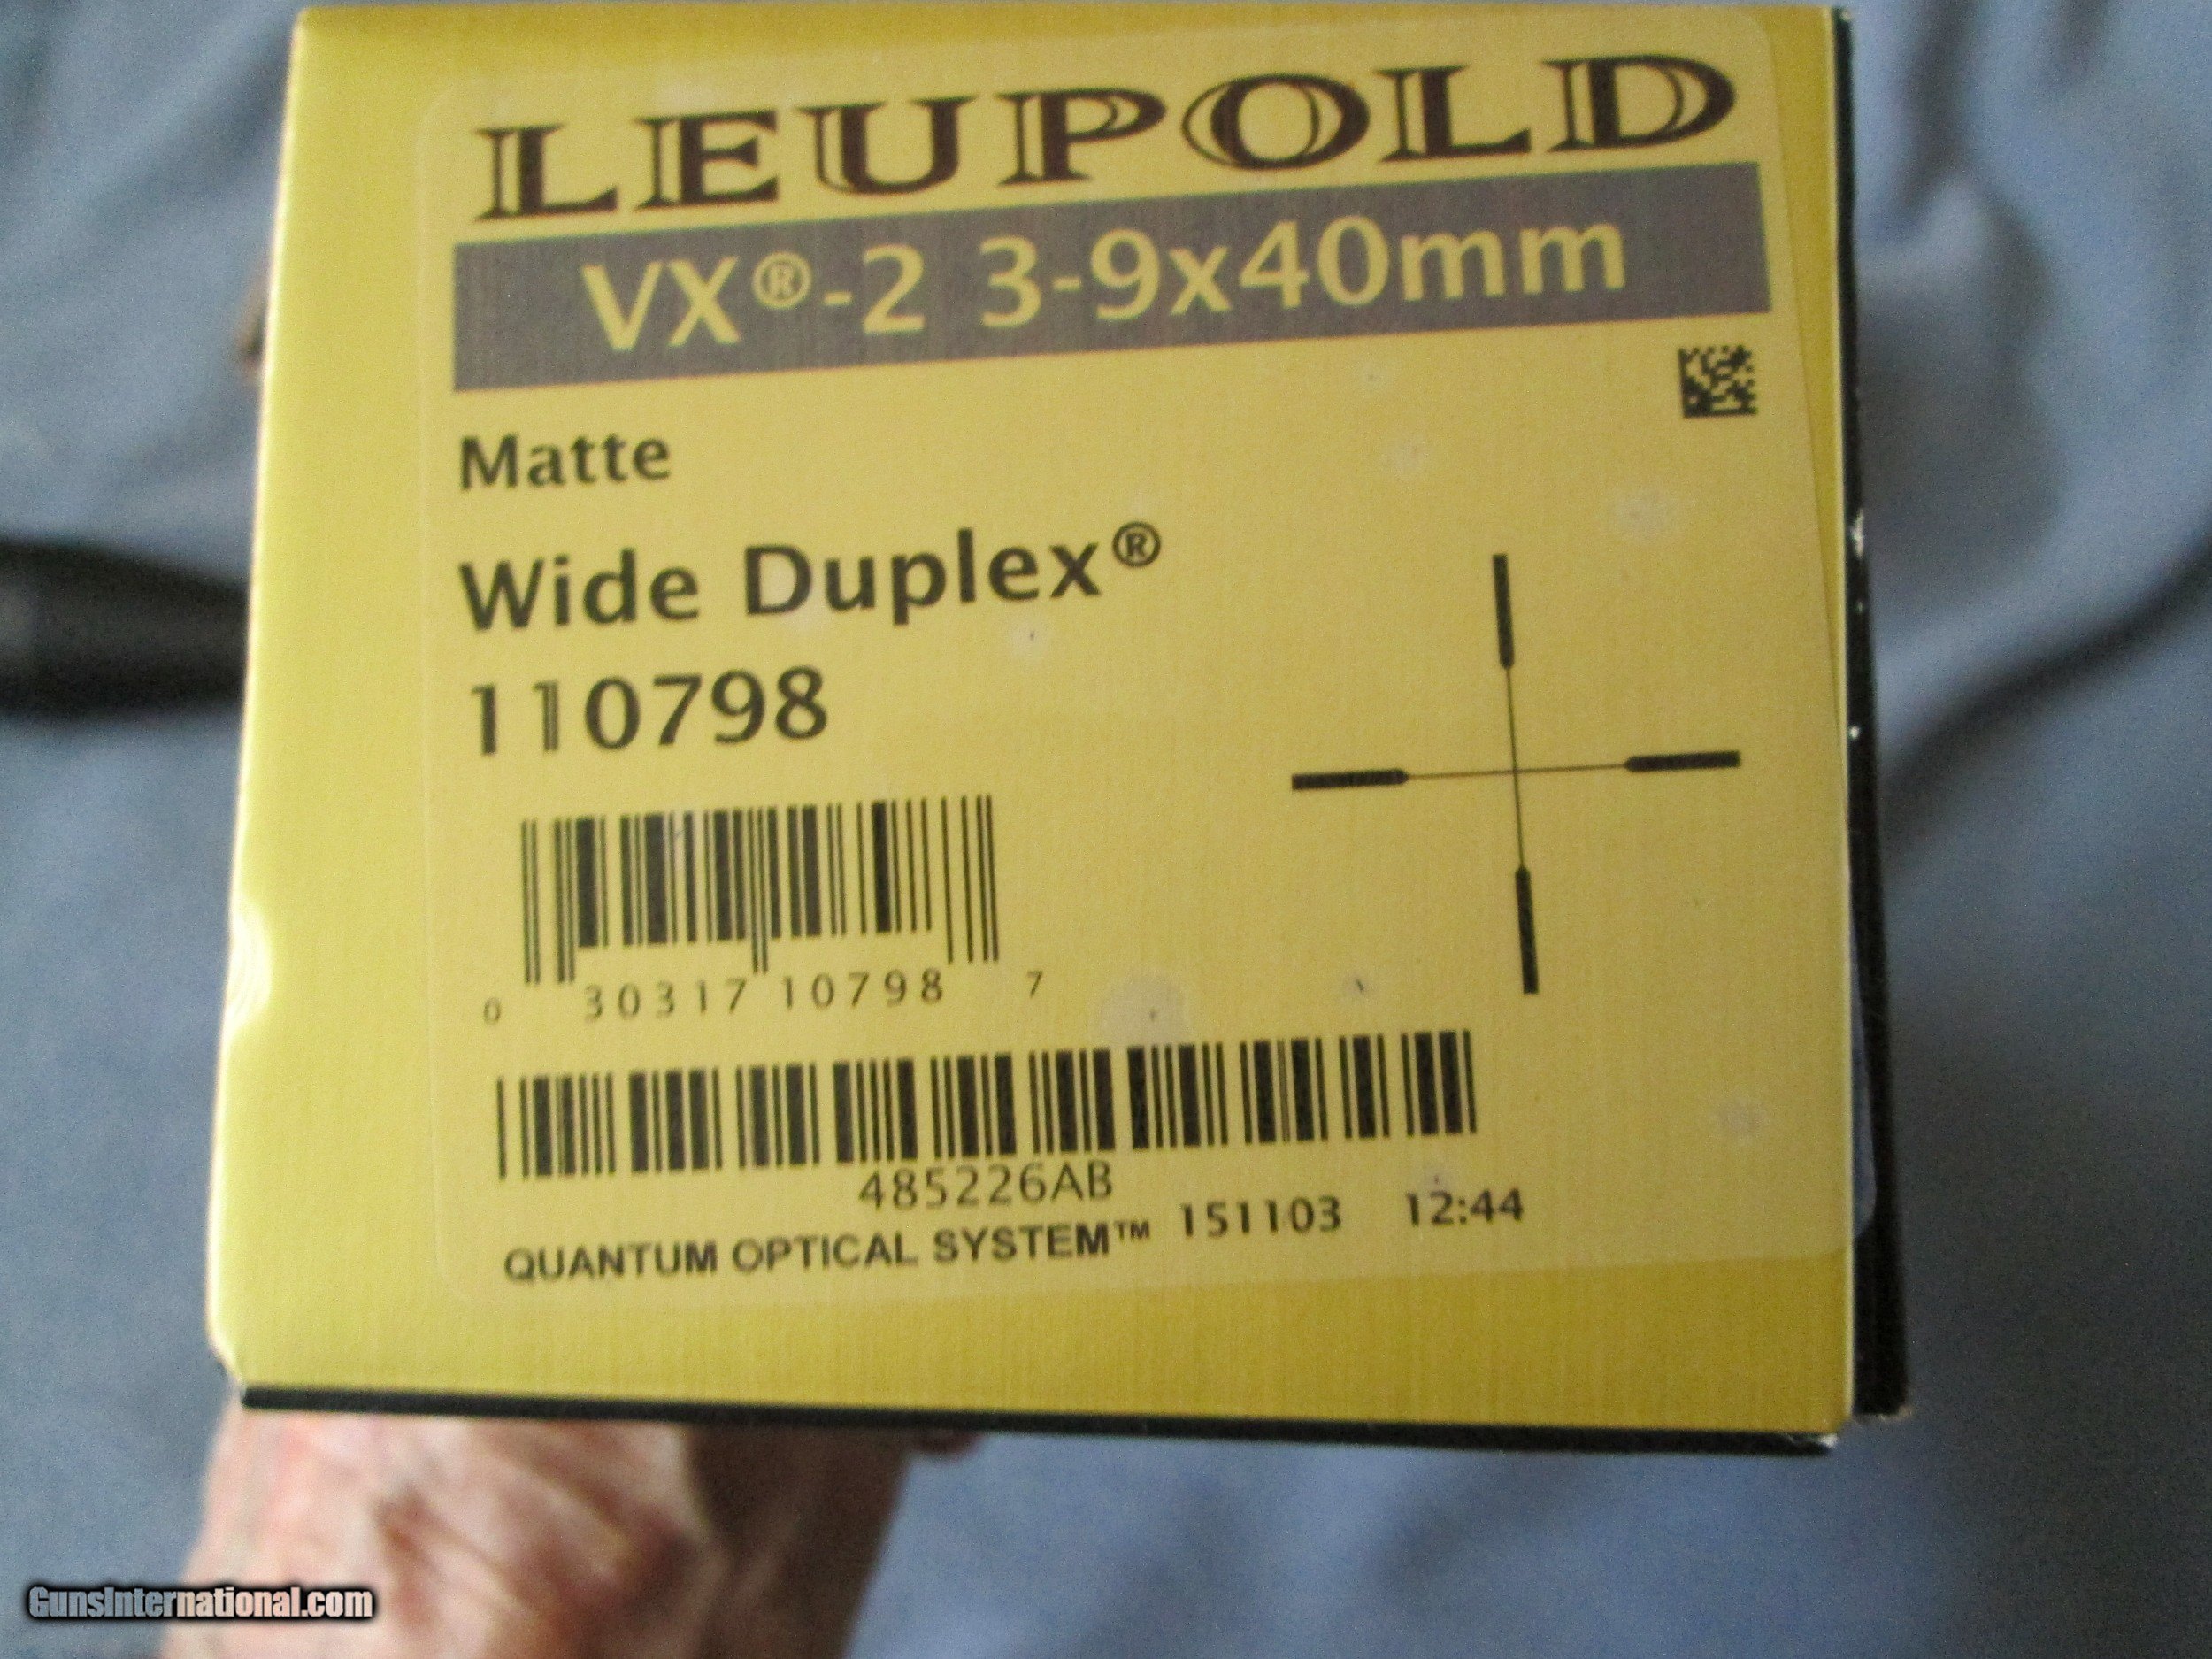 LEUPOLD
VX®-2 3-9x40mm
Matte
Wide Duplex®
110798
0 30317 10798 7
485226AB
QUANTUM OPTICAL SYSTEM™ 151103 12:44
GunsInternational.com